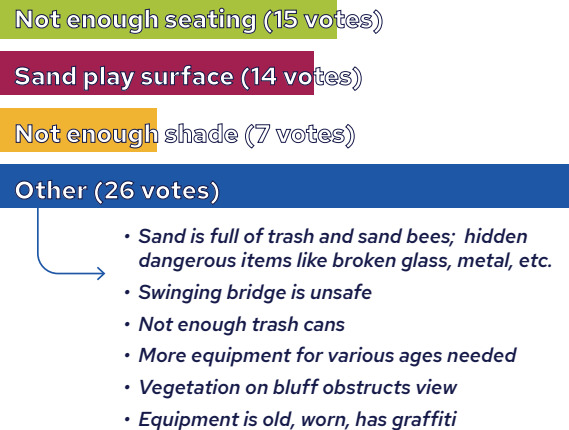 Not enough seating (15 votes)
Sand play surface (14 votes)
Not enough shade (7 votes)
Other (26 votes)
• Sand is full of trash and sand bees;  hidden
dangerous items like broken glass, metal, etc.
• Swinging bridge is unsafe
• Not enough trash cans
• More equipment for various ages needed
• Vegetation on bluff obstructs view
• Equipment is old, worn, has graffiti